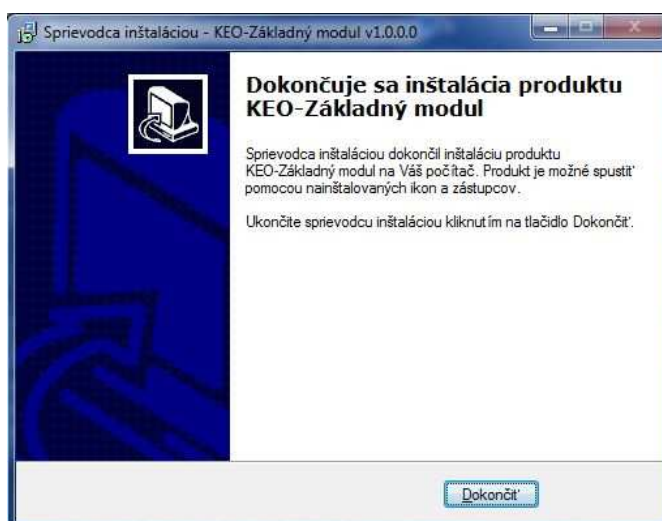 Sprievodca inštaláciou - KEO-Základný modul v1.0.0.0
Dokončuje sa inštalácia produktu
KEO-Základný modul
Sprievodca inštaláciou dokončil inštaláciu produktu
KEO-Základný modul na Váš počítač. Produkt je možné spustiť
pomocou nainštalovaných ikon a zástupcov.
Ukončite sprievodcu inštaláciou kliknutím na tlačidlo Dokončiť.
Dokončiť